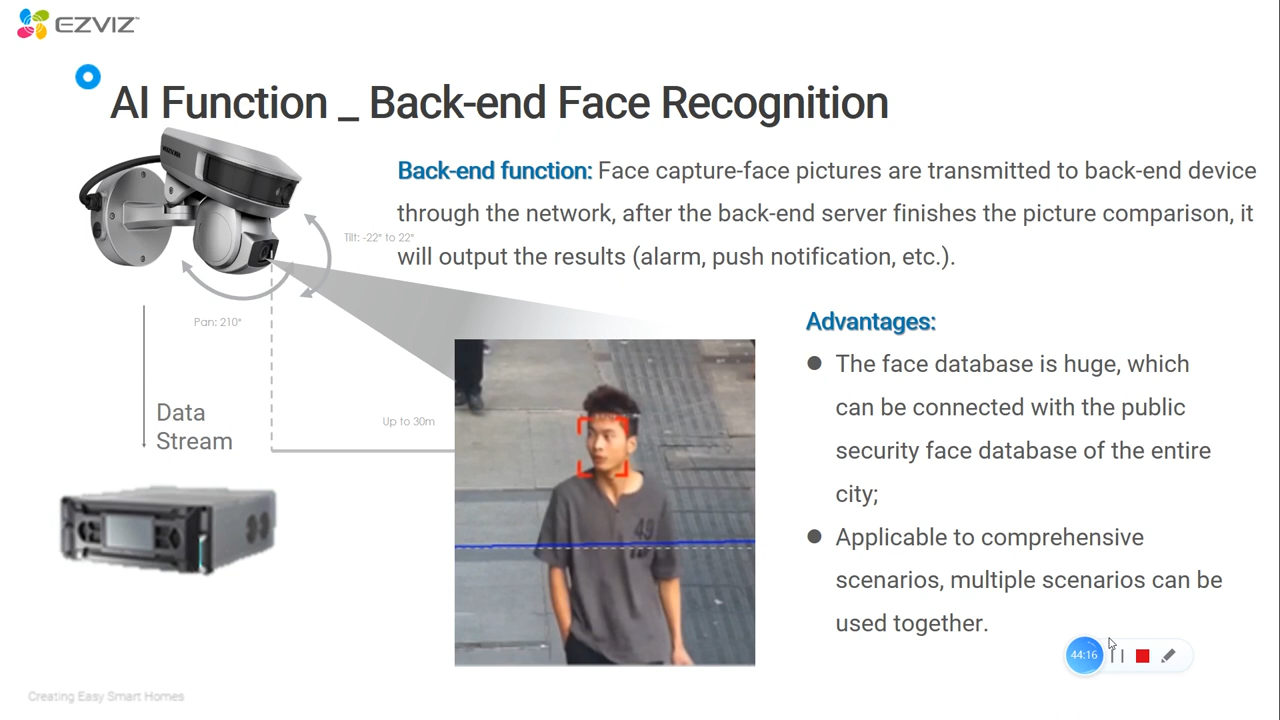 EZVIZ
AI Function _ Back-end Face Recognition
Back-end function: Face capture-face pictures are transmitted to back-end device
through the network, after the back-end server finishes the picture comparison, it
Tilt: -22° to 22°
will output the results (alarm, push notification, etc.).
Pan: 210°
Advantages:
The face database is huge, which
can be connected with the public
security face database of the entire
city;
Applicable to comprehensive
scenarios, multiple scenarios can be
used together.
Data
Stream
Up to 30m
49
44:16
Creating Easy Smart Homes